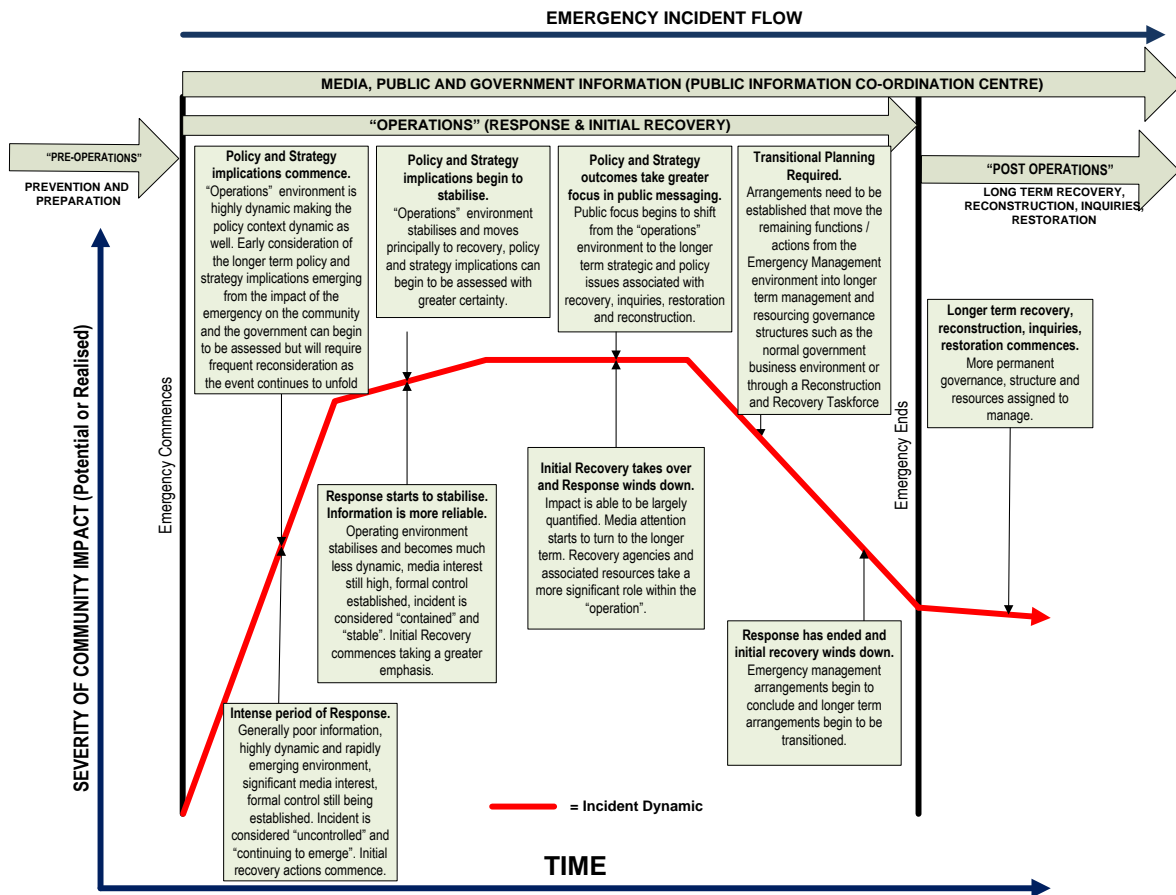 EMERGENCY INCIDENT FLOW
MEDIA, PUBLIC AND GOVERNMENT INFORMATION (PUBLIC INFORMATION CO-ORDINATION CENTRE)
“OPERATIONS” (RESPONSE & INITIAL RECOVERY)
“PRE-OPERATIONS”
PREVENTION AND
PREPARATION
“POST OPERATIONS”
LONG TERM RECOVERY,
RECONSTRUCTION, INQUIRIES,
RESTORATION
Policy and Strategy
implications commence.
“Operations” environment is
highly dynamic making the
policy context dynamic as
well. Early consideration of
the longer term policy and
strategy implications emerging
from the impact of the
emergency on the community
and the government can begin
to be assessed but will require
frequent reconsideration as
the event continues to unfold
Policy and Strategy
implications begin to
stabilise.
“Operations” environment
stabilises and moves
principally to recovery, policy
and strategy implications can
begin to be assessed with
greater certainty.
Policy and Strategy
outcomes take greater
focus in public messaging.
Public focus begins to shift
from the “operations”
environment to the longer
term strategic and policy
issues associated with
recovery, inquiries, restoration
and reconstruction.
Transitional Planning
Required.
Arrangements need to be
established that move the
remaining functions /
actions from the
Emergency Management
environment into longer
term management and
resourcing governance
structures such as the
normal government
business environment or
through a Reconstruction
and Recovery Taskforce
Longer term recovery,
reconstruction, inquiries,
restoration commences.
More permanent
governance, structure and
resources assigned to
manage.
SEVERITY OF COMMUNITY IMPACT (Potential or Realised)
Emergency Commences
Emergency Ends
Intense period of Response.
Generally poor information,
highly dynamic and rapidly
emerging environment,
significant media interest,
formal control still being
established. Incident is
considered “uncontrolled” and
“continuing to emerge”. Initial
recovery actions commence.
Response starts to stabilise.
Information is more reliable.
Operating environment
stabilises and becomes much
less dynamic, media interest
still high, formal control
established, incident is
considered “contained” and
“stable”. Initial Recovery
commences taking a greater
emphasis.
Initial Recovery takes over
and Response winds down.
Impact is able to be largely
quantified. Media attention
starts to turn to the longer
term. Recovery agencies and
associated resources take a
more significant role within the
“operation”.
Response has ended and
initial recovery winds down.
Emergency management
arrangements begin to
conclude and longer term
arrangements begin to be
transitioned.
= Incident Dynamic
TIME